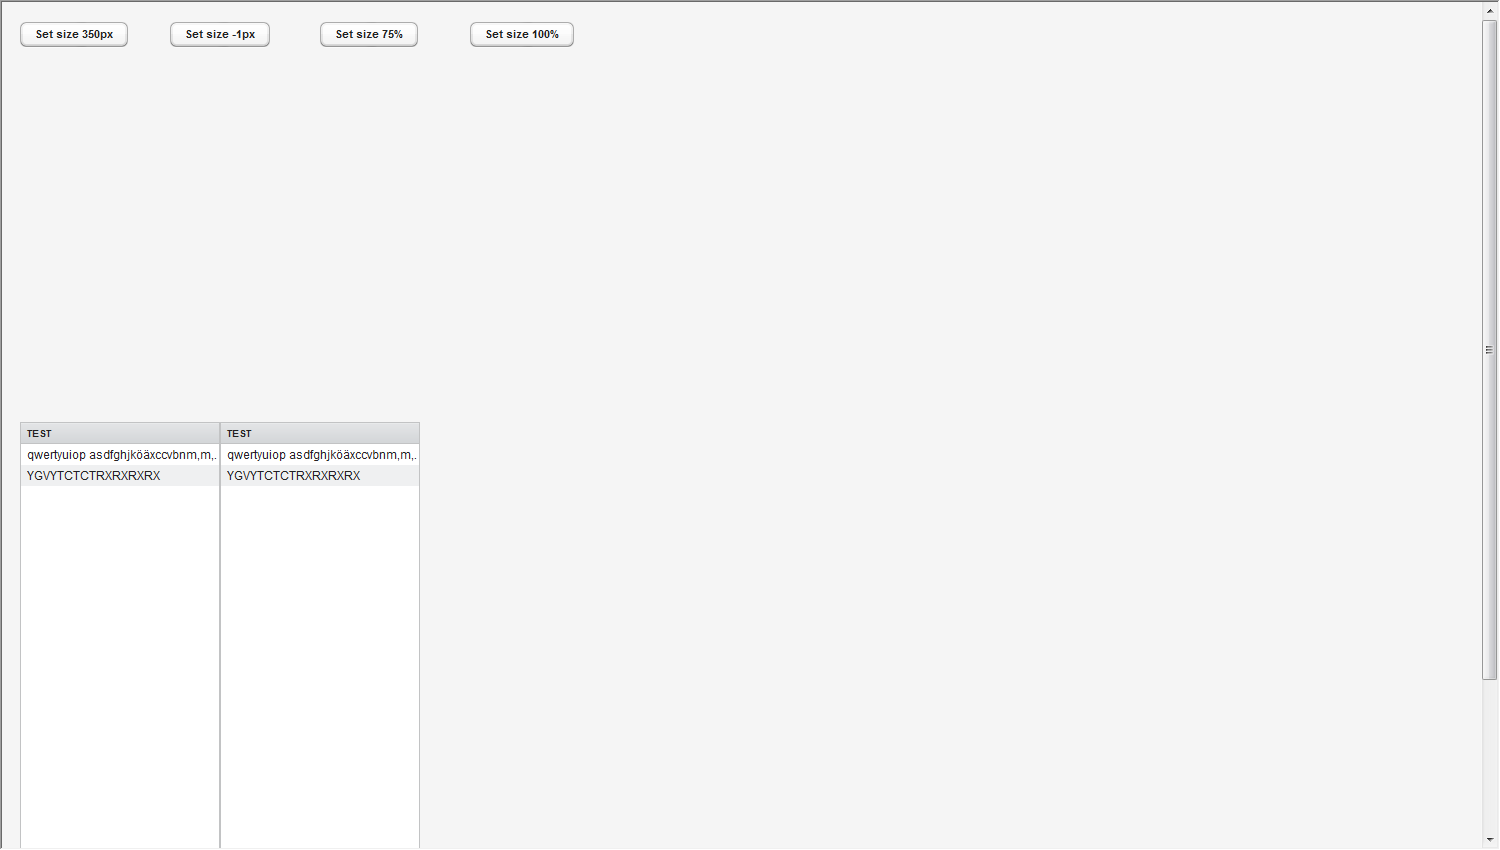 Set size 350px Set size -1px Set size 75% Set size 100%
TEST TEST
qwertyuiop asdfghjköäxccvbnm,m,. qwertyuiop asdfghjköäxccvbnm,m,.
YGVYTCTCTRXRXRXRX YGVYTCTCTRXRXRXRX